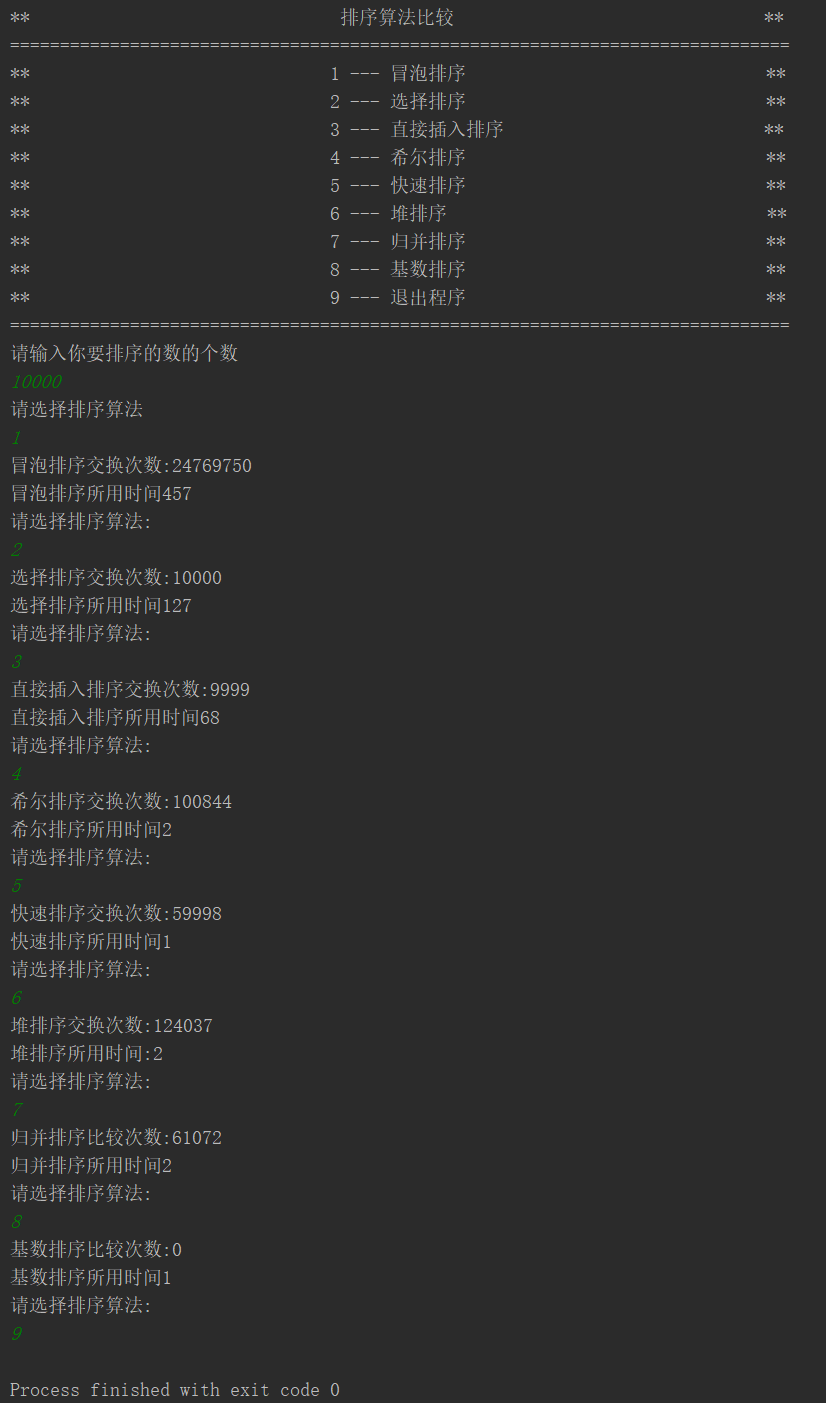 ** 排序算法比较 **
==============================================================================
** 1 --- 冒泡排序 **
** 2 --- 选择排序 **
** 3 --- 直接插入排序 **
** 4 --- 希尔排序 **
** 5 --- 快速排序 **
** 6 --- 堆排序 **
** 7 --- 归并排序 **
** 8 --- 基数排序 **
** 9 --- 退出程序 **
==============================================================================
请输入你要排序的数的个数
10000
请选择排序算法
1
冒泡排序交换次数:24769750
冒泡排序所用时间457
请选择排序算法:
2
选择排序交换次数:10000
选择排序所用时间127
请选择排序算法:
3
直接插入排序交换次数:9999
直接插入排序所用时间68
请选择排序算法:
4
希尔排序交换次数:100844
希尔排序所用时间2
请选择排序算法:
5
快速排序交换次数:59998
快速排序所用时间1
请选择排序算法:
6
堆排序交换次数:124037
堆排序所用时间:2
请选择排序算法:
7
归并排序比较次数:61072
归并排序所用时间2
请选择排序算法:
8
基数排序比较次数:0
基数排序所用时间1
请选择排序算法:
9
Process finished with exit code 0